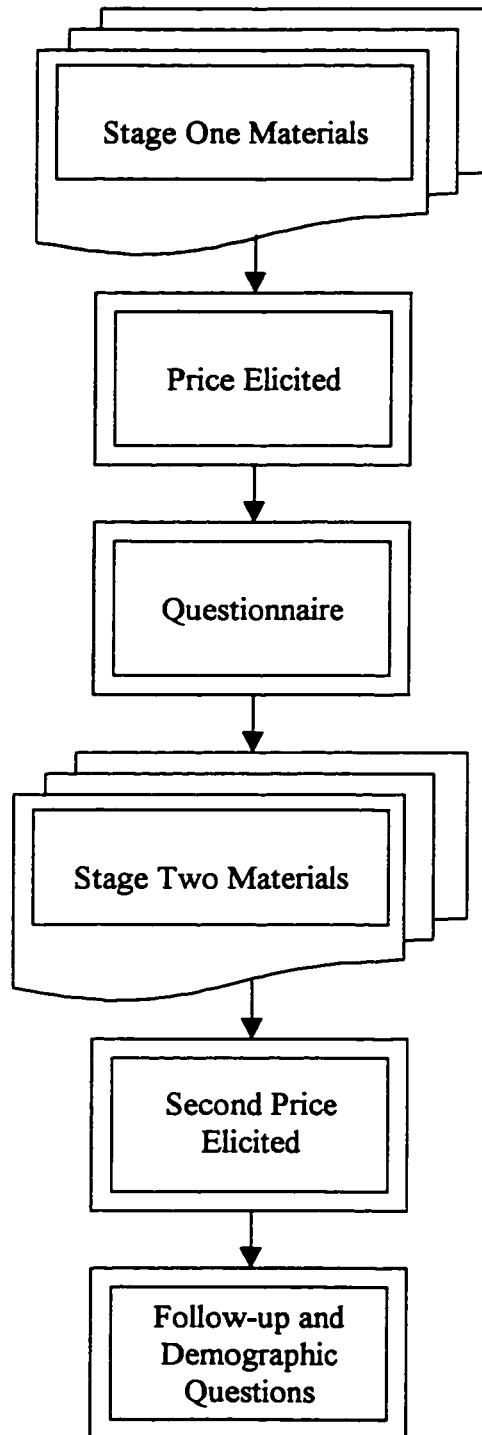 Stage One Materials
Price Elicited
Questionnaire
Stage Two Materials
Second Price
Elicited
Follow-up and
Demographic
Questions